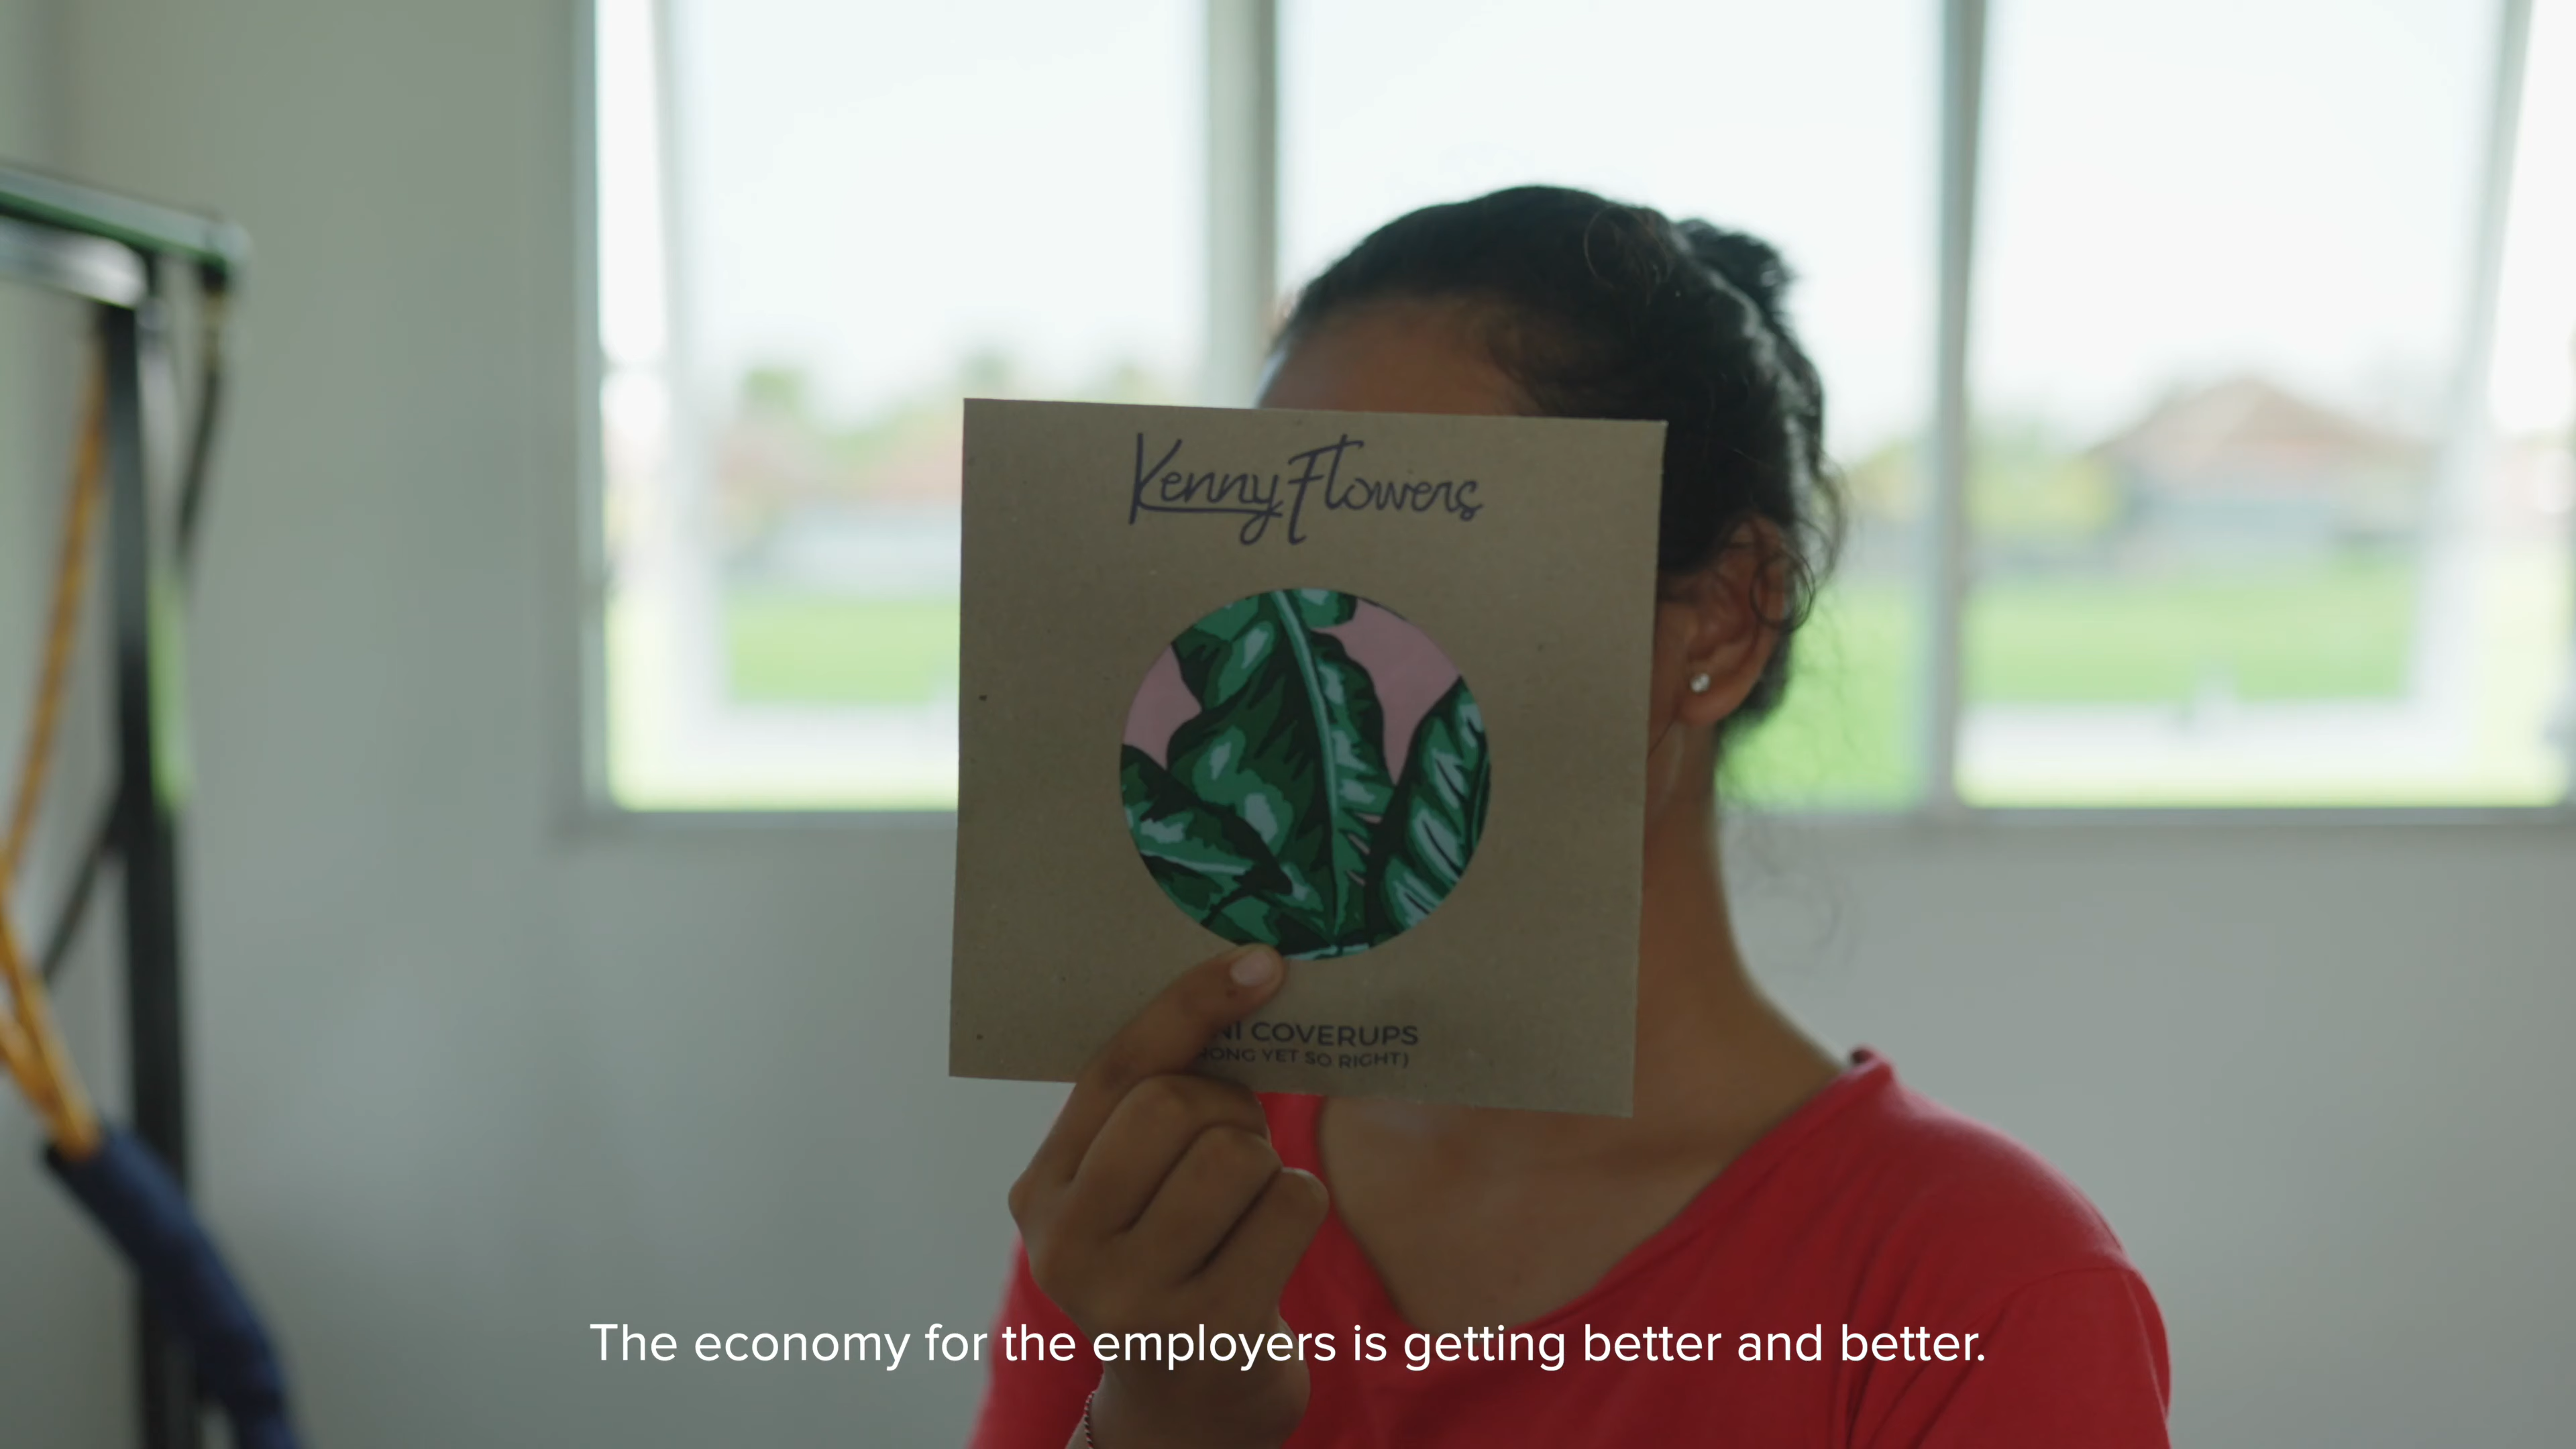 Kenny Flowers
COVERUPS
YET SO RIGHT)
The economy for the employers is getting better and better.